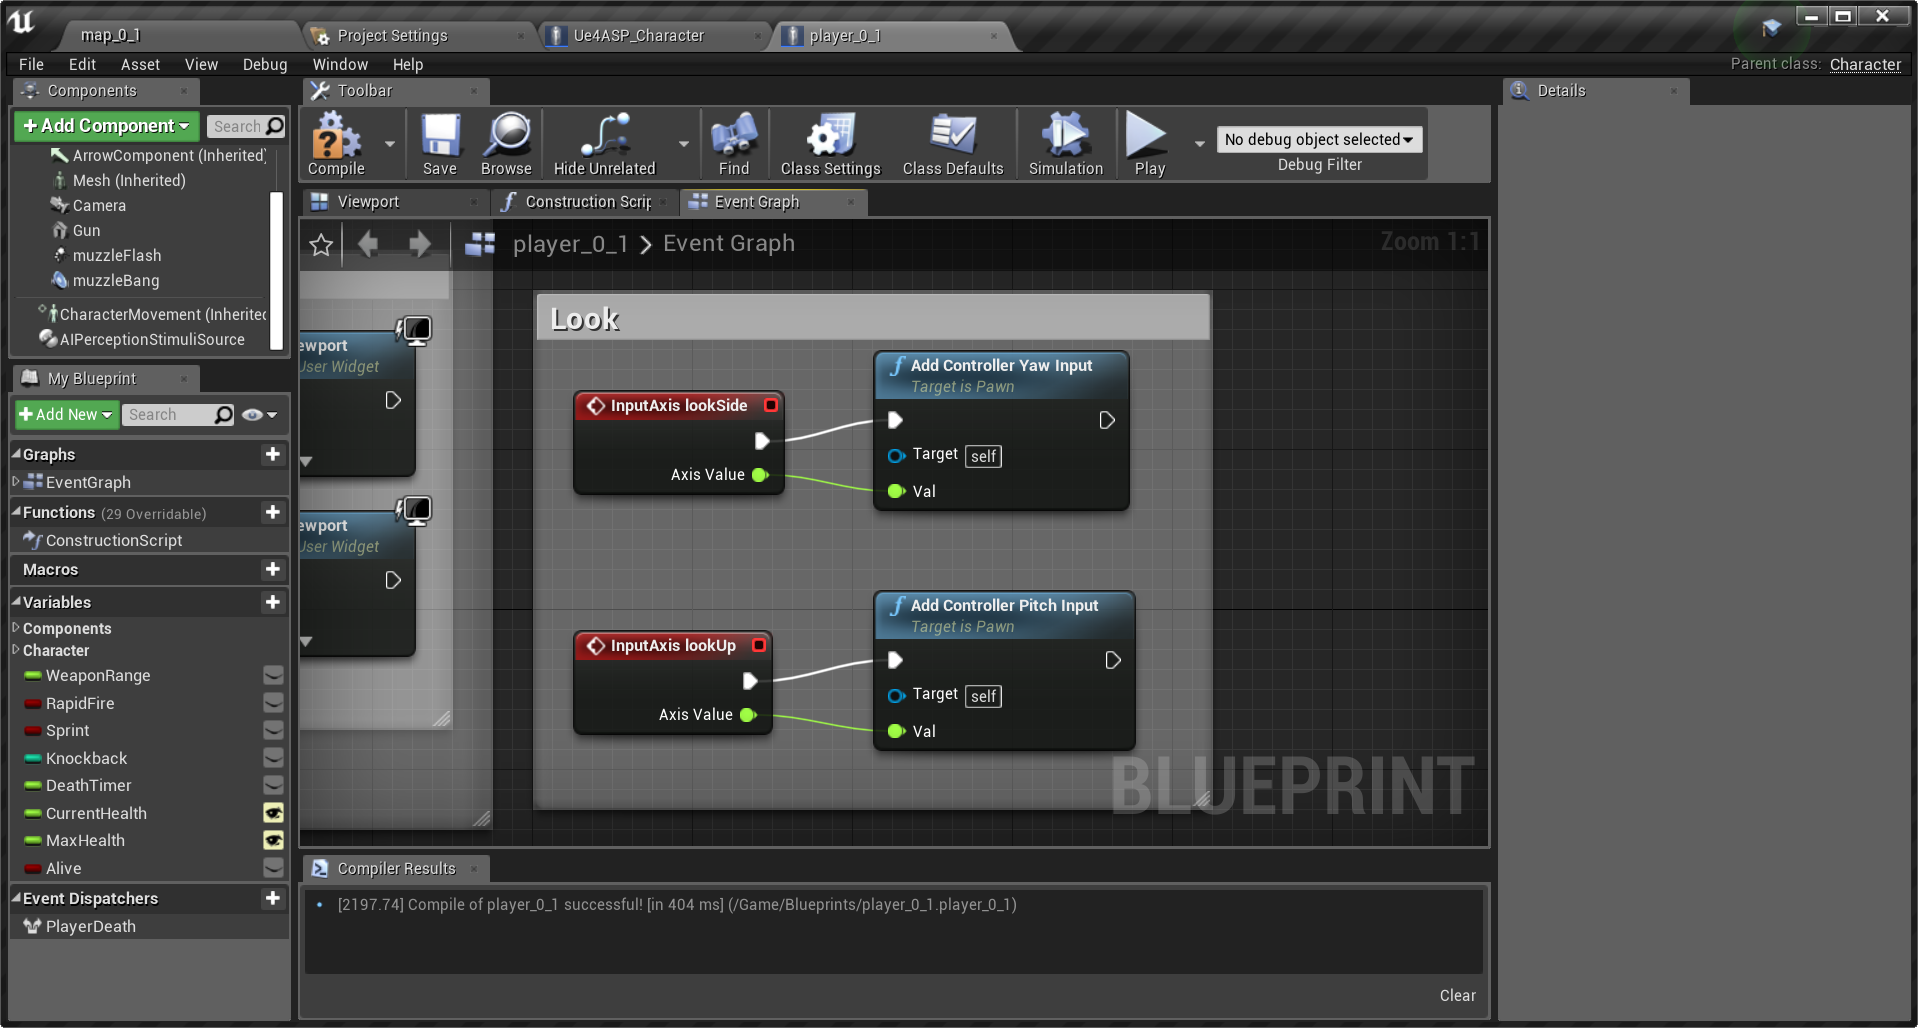 map_0_1
Project Settings
Ue4ASP_Character
player_0_1
File Edit Asset View Debug Window Help
Parent class: Character
Components
Toolbar
Details
Add Component
Search
ArrowComponent (Inherited)
Mesh (Inherited)
Camera
Gun
muzzleFlash
muzzleBang
CharacterMovement (Inherited
AIPerceptionStimuliSource
Compile
Save
Browse
Hide Unrelated
Find
Class Settings
Class Defaults
Simulation
Play
No debug object selected
Debug Filter
Viewport
Construction Scrip
Event Graph
player_0_1 > Event Graph
Zoom 1:1
My Blueprint
Add New
Search
Graphs
EventGraph
Functions (29 Overridable)
ConstructionScript
Macros
Variables
Components
Character
WeaponRange
RapidFire
Sprint
Knockback
DeathTimer
CurrentHealth
MaxHealth
Alive
Event Dispatchers
PlayerDeath
ewport
User Widget
ewport
User Widget
Look
InputAxis lookSide
Axis Value
Add Controller Yaw Input
Target is Pawn
Target self
Val
InputAxis lookUp
Axis Value
Add Controller Pitch Input
Target is Pawn
Target self
Val
BLUEPRINT
Compiler Results
[2197.74] Compile of player_0_1 successful! [in 404 ms] (/Game/Blueprints/player_0_1.player_0_1)
Clear